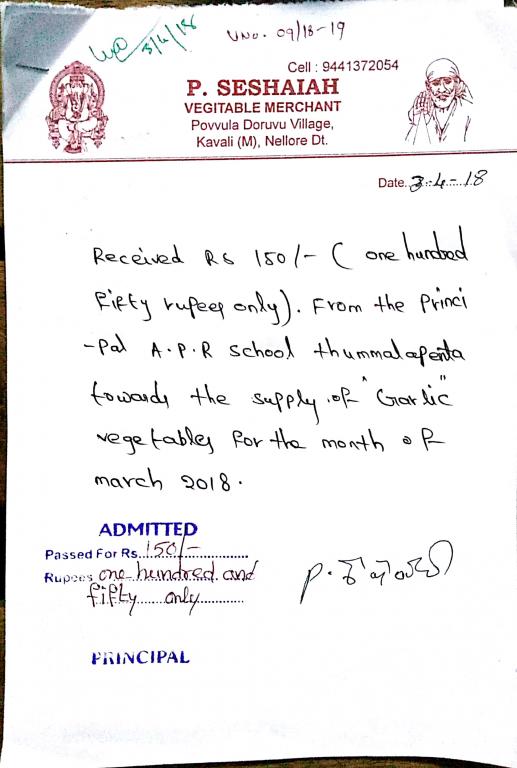 3/4/18
VNo. 09/18-19
Cell : 9441372054
P. SESHAIAH
VEGITABLE MERCHANT
Povvula Doruvu Village,
Kavali (M), Nellore Dt.
Date. 3-4-18
Received RS 150/- ( one hundred
fifty rupees only). From the Princi
-pal A.P.R school thummalapenta
towards the supply of "Garlic"
vegetables for the month of
march 2018.
ADMITTED
Passed For Rs. 150/-
Rupees one hundred and
fifty only
PRINCIPAL